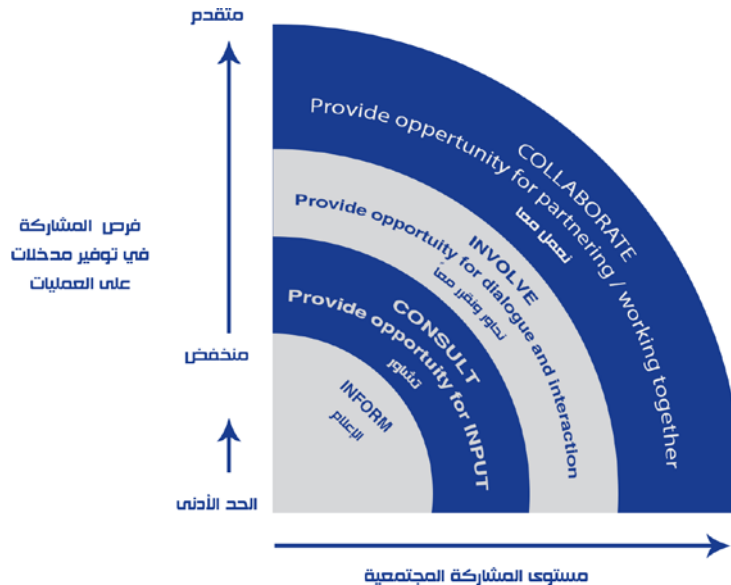 متقدم
فرص المشاركة
في توفير مدخلات
على العمليات
منخفض
الحد الأدنى
COLLABORATE
Provide oppertunity for partnering / working together
نعمل معا
INVOLVE
Provide opportuity for dialogue and interaction
نحاور ونقرر معاً
CONSULT
Provide opportunity for INPUT
تشاور
INFORM
الإعلام
مستوى المشاركة المجتمعية